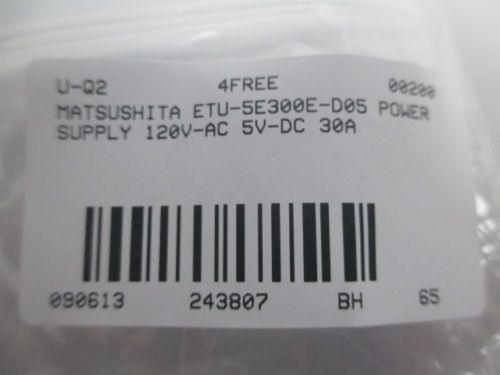 U-Q2 4FREE 00200
MATSUSHITA ETU-5E300E-D05 POWER
SUPPLY 120V-AC 5V-DC 30A
090613 243807 BH 65